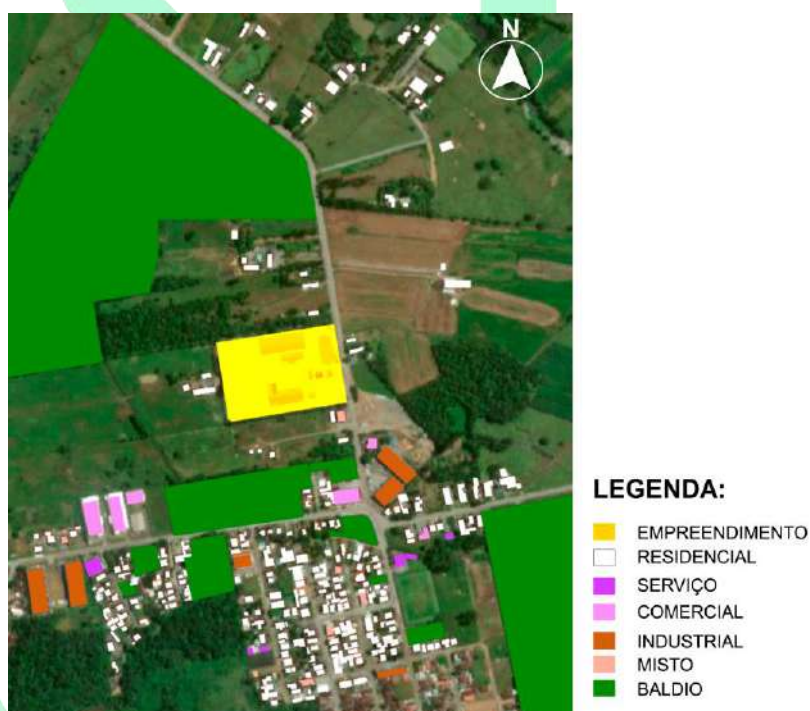 N
LEGENDA:
EMPREENDIMENTO
RESIDENCIAL
SERVIÇO
COMERCIAL
INDUSTRIAL
MISTO
BALDIO